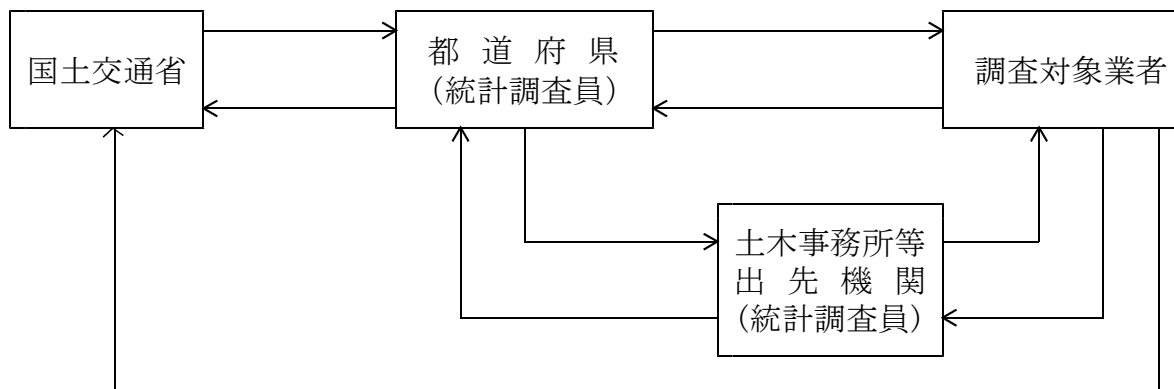 国土交通省
都道府県
(統計調査員)
調査対象業者
土木事務所等
出先機関
(統計調査員)